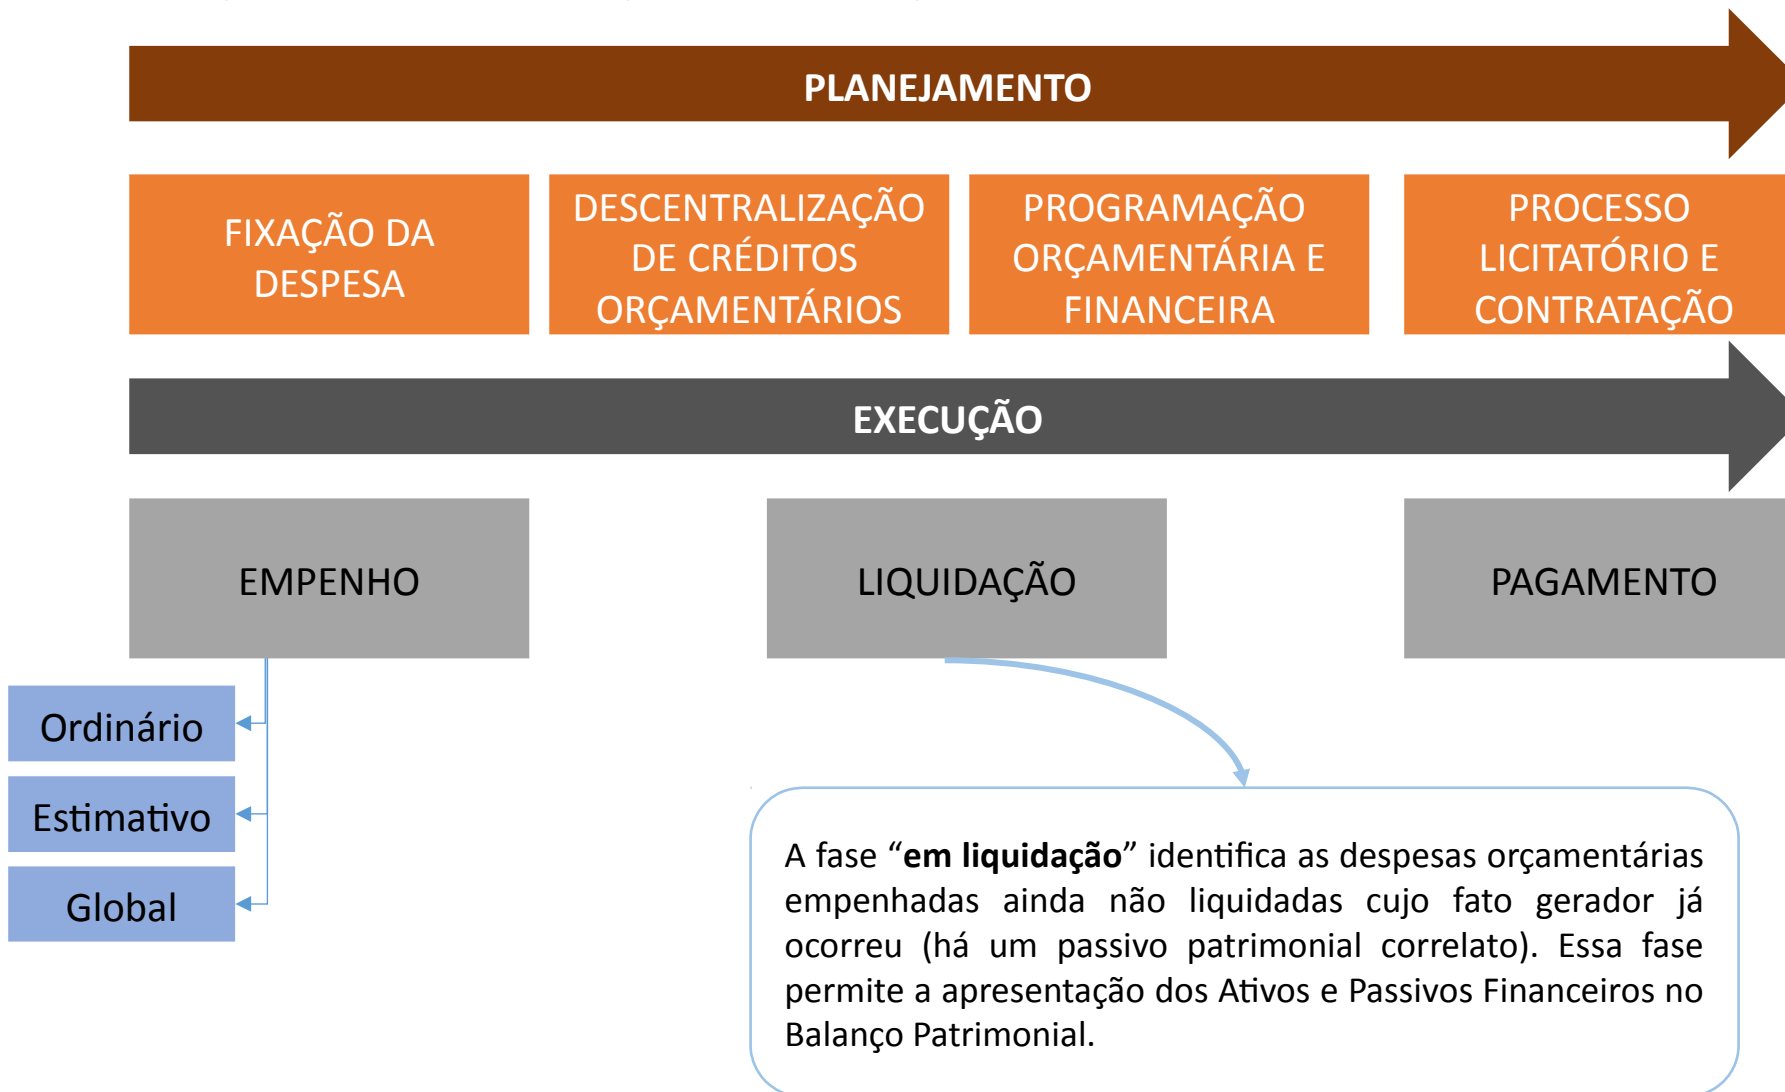 PLANEJAMENTO
FIXAÇÃO DA
DESPESA
DESCENTRALIZAÇÃO
DE CRÉDITOS
ORÇAMENTÁRIOS
PROGRAMAÇÃO
ORÇAMENTÁRIA E
FINANCEIRA
PROCESSO
LICITATÓRIO E
CONTRATAÇÃO
EXECUÇÃO
EMPENHO
LIQUIDAÇÃO
PAGAMENTO
Ordinário
Estimativo
Global
A fase “em liquidação” identifica as despesas orçamentárias
empenhadas ainda não liquidadas cujo fato gerador já
ocorreu (há um passivo patrimonial correlato). Essa fase
permite a apresentação dos Ativos e Passivos Financeiros no
Balanço Patrimonial.